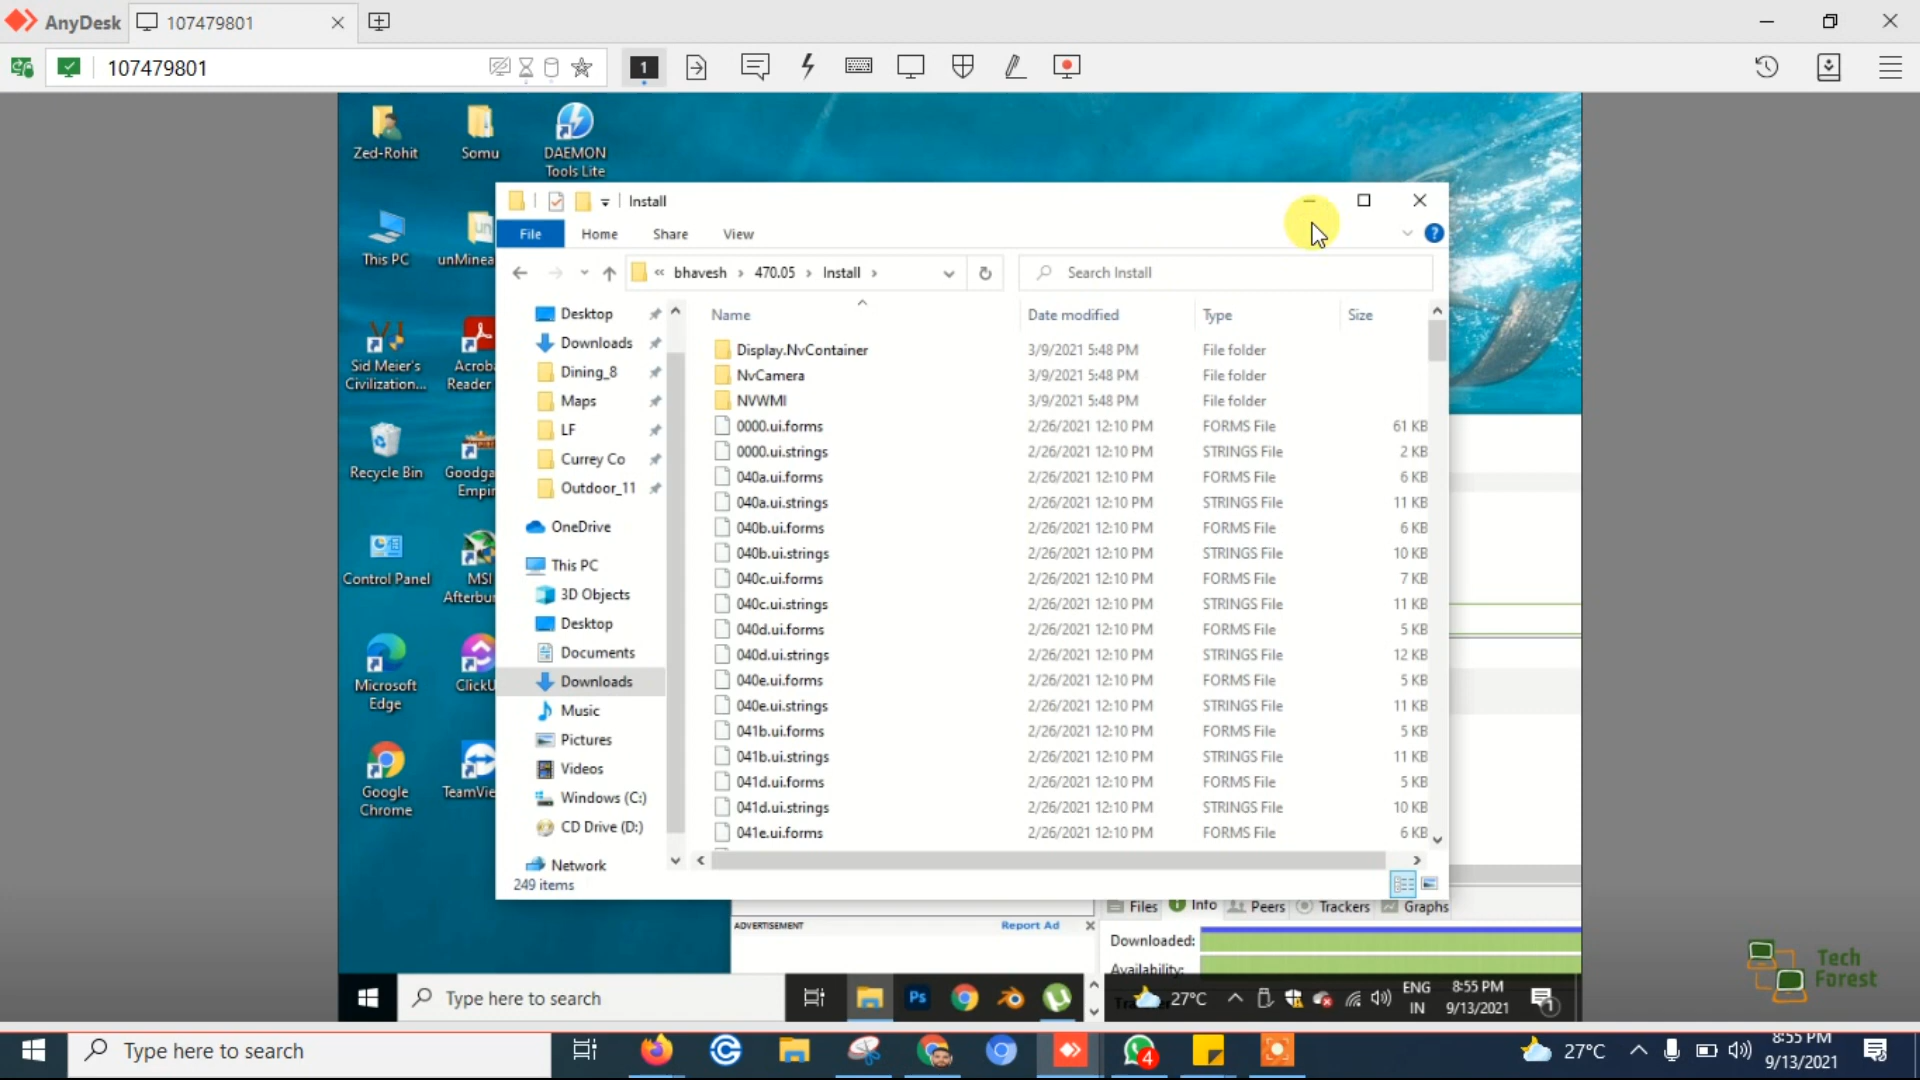 AnyDesk
107479801
107479801
1
Zed-Rohit
Somu
DAEMON
Tools Lite
This PC
unMinea
Sid Meier's
Civilization...
Acroba
Reader
Recycle Bin
Goodga
Empir
Control Panel
MSI
Afterbur
Microsoft
Edge
ClickU
Google
Chrome
TeamVie
Install
File
Home
Share
View
« bhavesh › 470.05 › Install ›
Search Install
Desktop
Downloads
Dining_8
Maps
LF
Currey Co
Outdoor_11
OneDrive
This PC
3D Objects
Desktop
Documents
Downloads
Music
Pictures
Videos
Windows (C:)
CD Drive (D:)
Network
249 items
Name Date modified Type Size
Display.NvContainer 3/9/2021 5:48 PM File folder
NvCamera 3/9/2021 5:48 PM File folder
NVWMI 3/9/2021 5:48 PM File folder
0000.ui.forms 2/26/2021 12:10 PM FORMS File 61 KB
0000.ui.strings 2/26/2021 12:10 PM STRINGS File 2 KB
040a.ui.forms 2/26/2021 12:10 PM FORMS File 6 KB
040a.ui.strings 2/26/2021 12:10 PM STRINGS File 11 KB
040b.ui.forms 2/26/2021 12:10 PM FORMS File 6 KB
040b.ui.strings 2/26/2021 12:10 PM STRINGS File 10 KB
040c.ui.forms 2/26/2021 12:10 PM FORMS File 7 KB
040c.ui.strings 2/26/2021 12:10 PM STRINGS File 11 KB
040d.ui.forms 2/26/2021 12:10 PM FORMS File 5 KB
040d.ui.strings 2/26/2021 12:10 PM STRINGS File 12 KB
040e.ui.forms 2/26/2021 12:10 PM FORMS File 5 KB
040e.ui.strings 2/26/2021 12:10 PM STRINGS File 11 KB
041b.ui.forms 2/26/2021 12:10 PM FORMS File 5 KB
041b.ui.strings 2/26/2021 12:10 PM STRINGS File 11 KB
041d.ui.forms 2/26/2021 12:10 PM FORMS File 5 KB
041d.ui.strings 2/26/2021 12:10 PM STRINGS File 10 KB
041e.ui.forms 2/26/2021 12:10 PM FORMS File 6 KB
Files Info Peers Trackers Graphs
ADVERTISEMENT Report Ad
Downloaded:
Availability:
Tech
Forest
Type here to search
Ps
27°C
ENG
IN
8:55 PM
9/13/2021
1
Type here to search
4
27°C
8:55 PM
9/13/2021